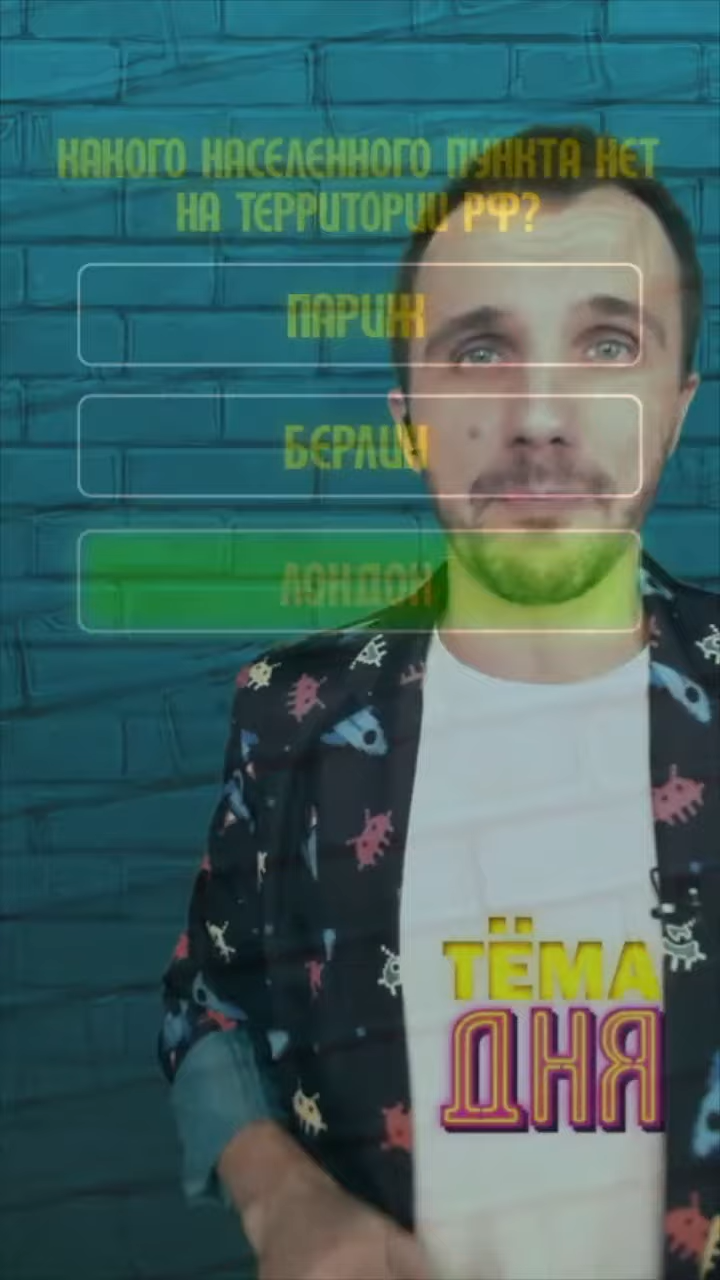 КАКОГО НАСЕЛЕННОГО ПУНКТА НЕТ
НА ТЕРРИТОРИИ РФ?
ПАРИЖ
БЕРЛИН
ЛОНДОН
ТЁМА
ДНЯ